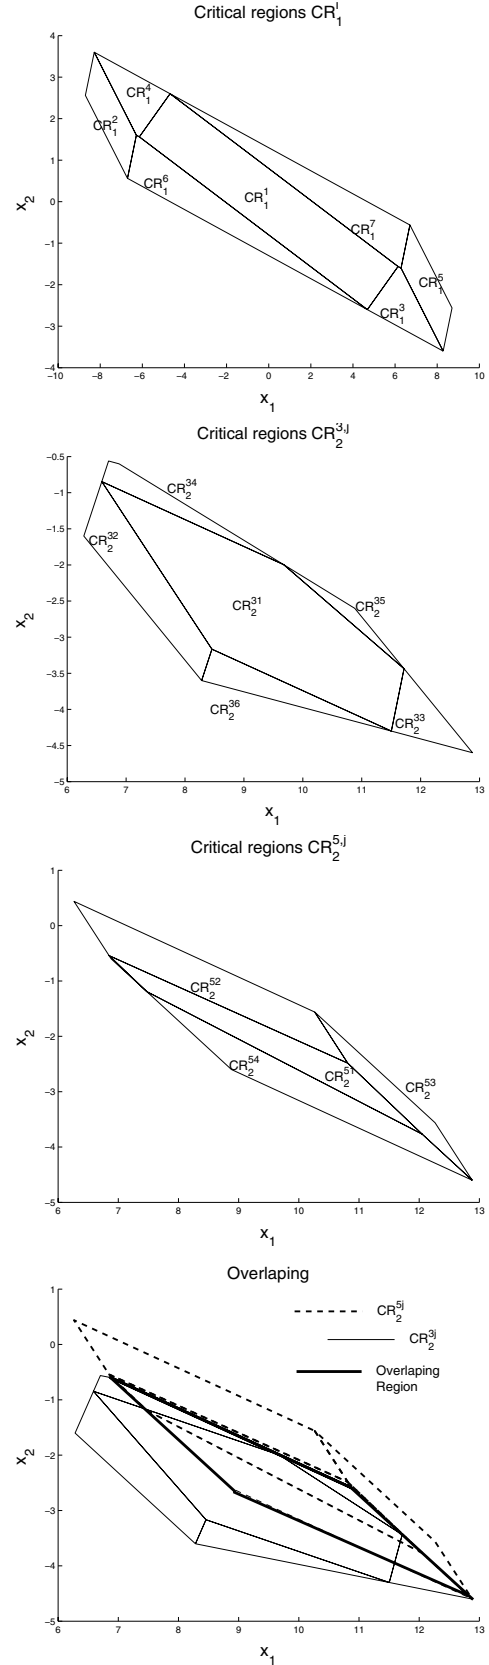 Critical regions CR₁ˡ
4
3
2
1
0
−1
−2
−3
−4
−10 −8 −6 −4 −2 0 2 4 6 8 10
x₁
x₂
CR₁⁴
CR₁²
CR₁⁶
CR₁¹
CR₁⁷
CR₁⁵
CR₁³
Critical regions CR₂³,ʲ
−0.5
−1
−1.5
−2
−2.5
−3
−3.5
−4
−4.5
−5
6 7 8 9 10 11 12 13
x₁
x₂
CR₂³⁴
CR₂³²
CR₂³¹
CR₂³⁵
CR₂³⁶
CR₂³³
Critical regions CR₂⁵,ʲ
1
0
−1
−2
−3
−4
−5
6 7 8 9 10 11 12 13
x₁
x₂
CR₂⁵²
CR₂⁵⁴
CR₂⁵¹
CR₂⁵³
Overlaping
1
0
−1
−2
−3
−4
−5
6 7 8 9 10 11 12 13
x₁
x₂
CR₂⁵ʲ
CR₂³ʲ
Overlaping
Region